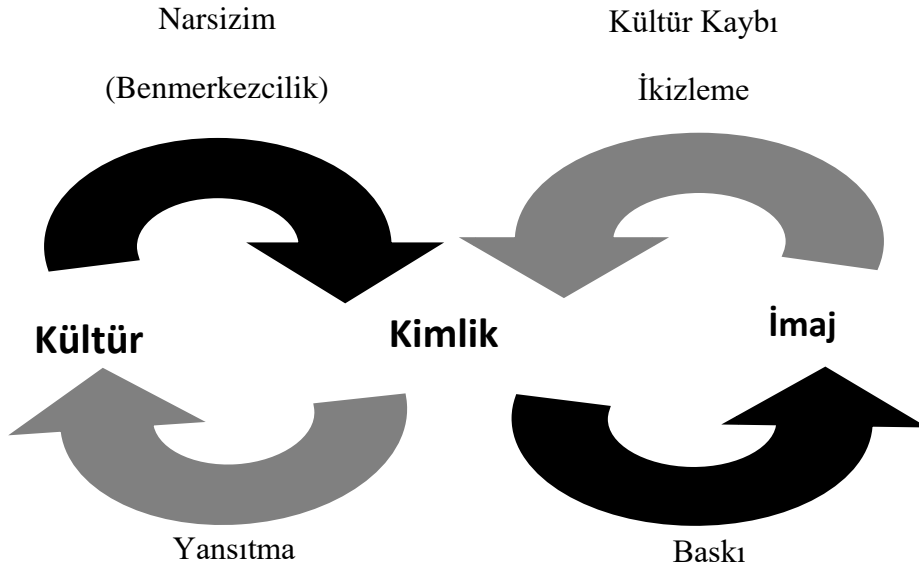 Narsizim
(Benmerkezcilik)
Kültür Kaybı
İkizleme
Kültür
Kimlik
İmaj
Yansıtma
Baskı